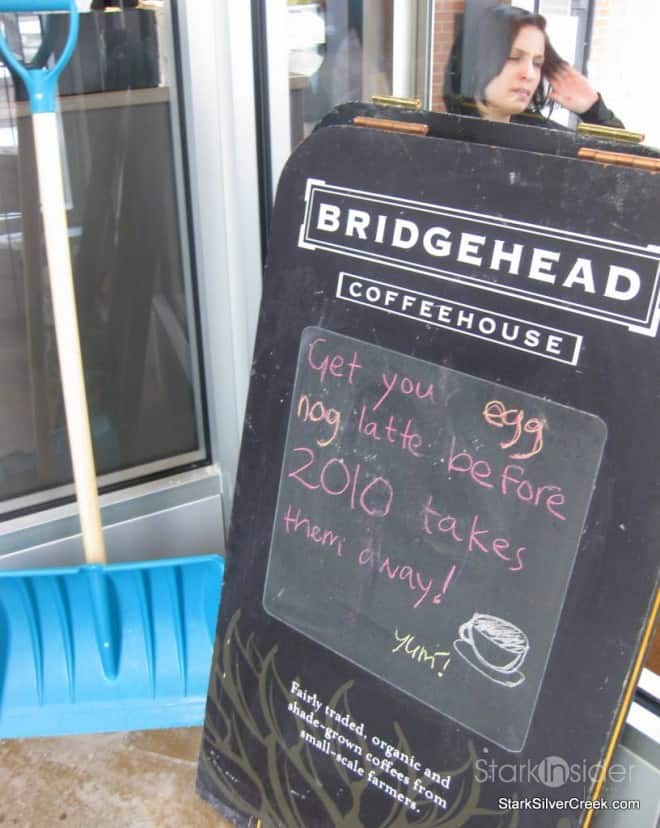 BRIDGEHEAD
COFFEEHOUSE
Get you egg
nog latte before
2010 takes
them away!
yum!
Fairly traded, organic and
shade-grown coffees from
small-scale farmers.
StarkInsider
StarkSilverCreek.com